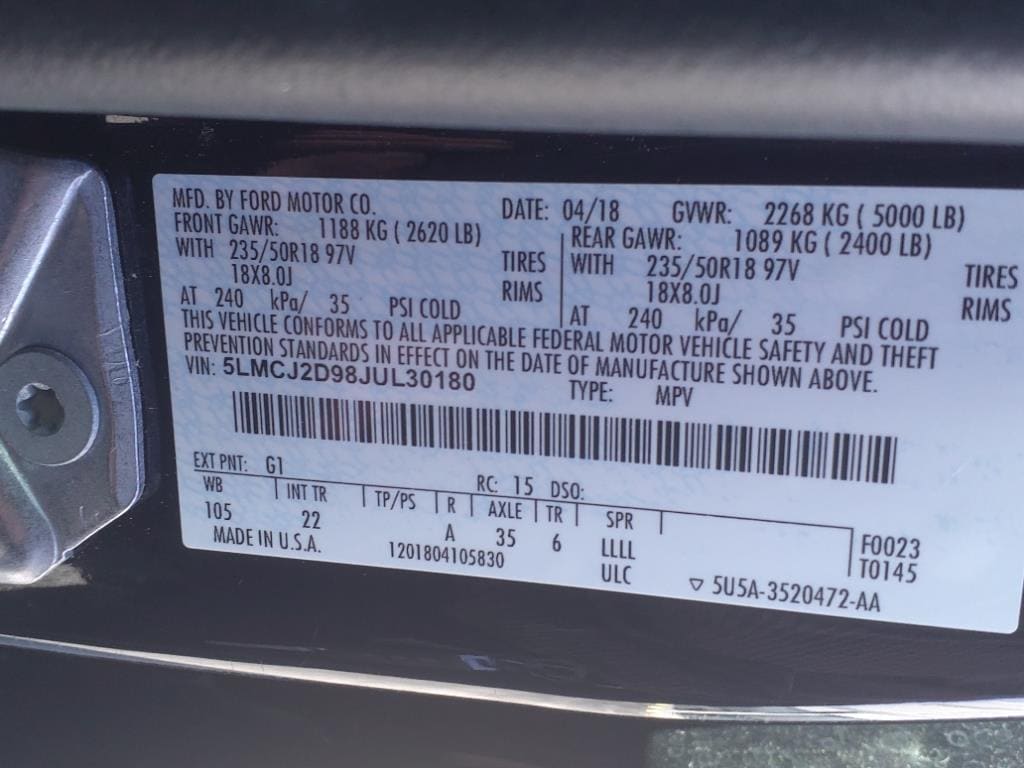 MFD. BY FORD MOTOR CO. DATE: 04/18 GVWR: 2268 KG ( 5000 LB)
FRONT GAWR: 1188 KG ( 2620 LB) REAR GAWR: 1089 KG ( 2400 LB)
WITH 235/50R18 97V TIRES WITH 235/50R18 97V TIRES
18X8.0J RIMS 18X8.0J RIMS
AT 240 kPa/ 35 PSI COLD AT 240 kPa/ 35 PSI COLD
THIS VEHICLE CONFORMS TO ALL APPLICABLE FEDERAL MOTOR VEHICLE SAFETY AND THEFT
PREVENTION STANDARDS IN EFFECT ON THE DATE OF MANUFACTURE SHOWN ABOVE.
VIN: 5LMCJ2D98JUL30180 TYPE: MPV
EXT PNT: G1 RC: 15 DSO:
WB INT TR TP/PS R AXLE TR SPR
105 22 A 35 6 LLLL F0023
MADE IN U.S.A. 1201804105830 ULC T0145
▽ 5U5A-3520472-AA